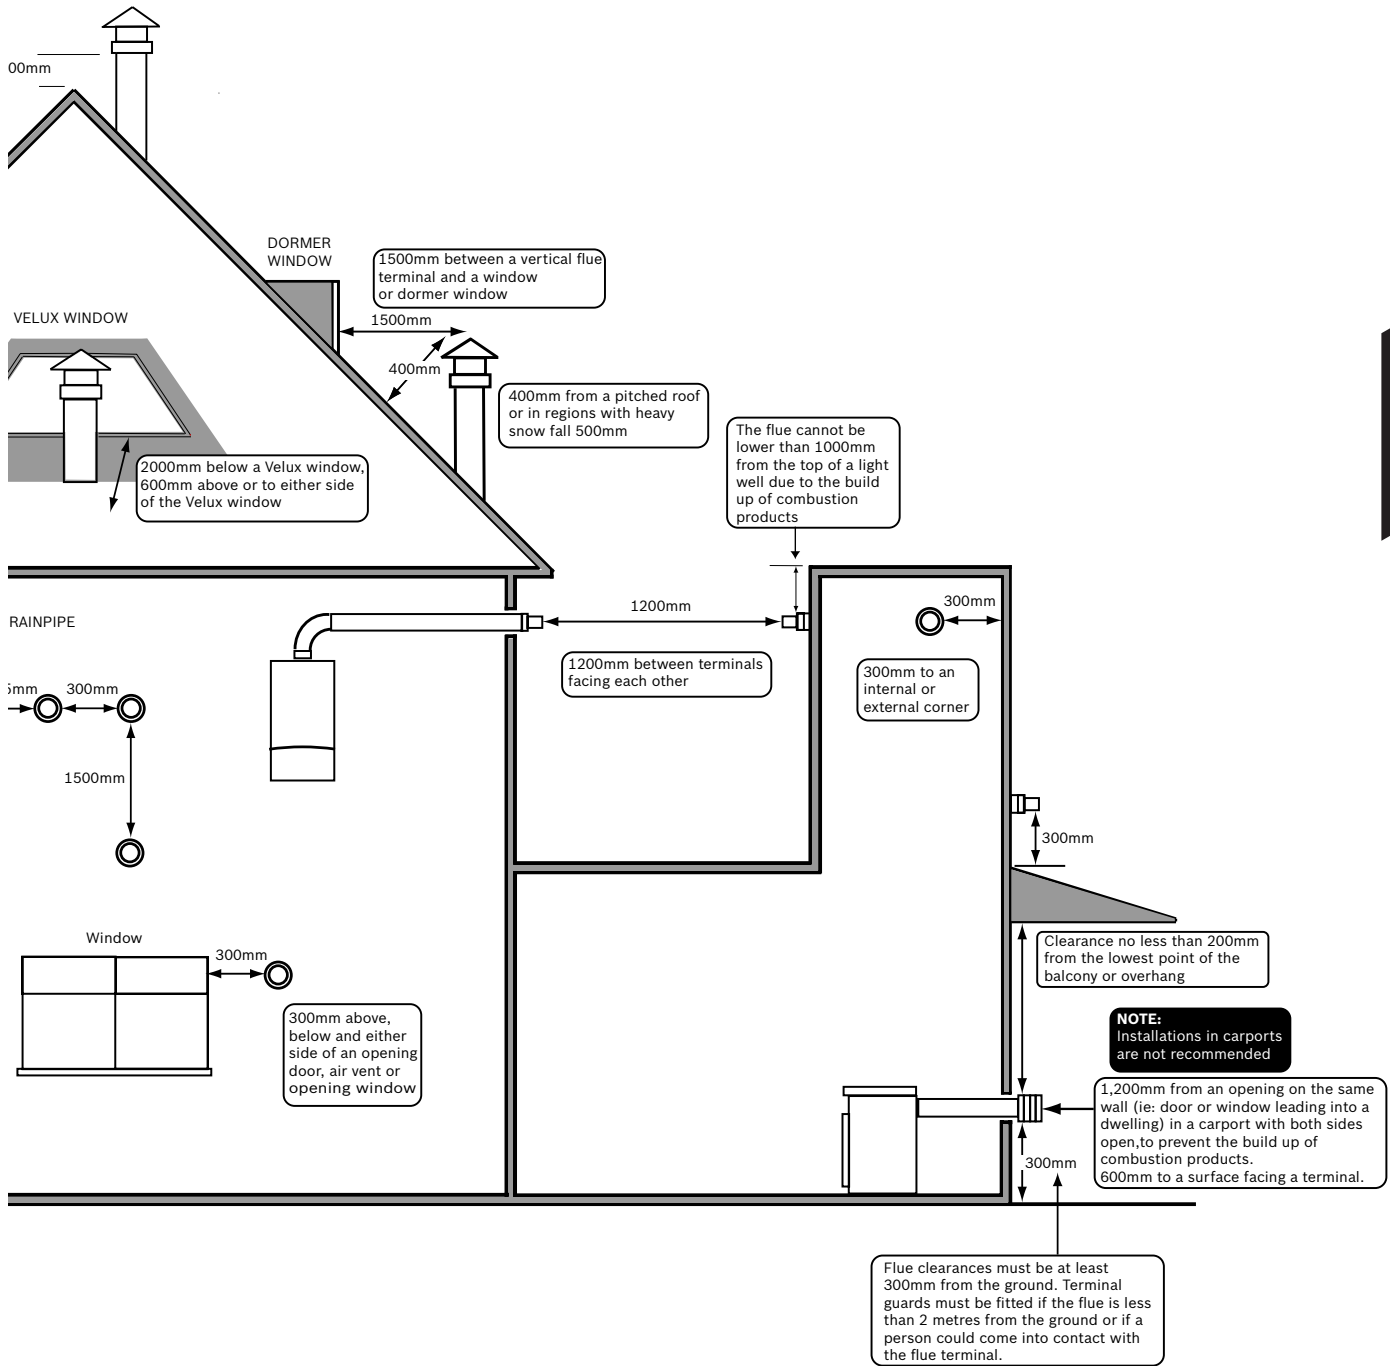 00mm
DORMER
WINDOW
1500mm between a vertical flue
terminal and a window
or dormer window
VELUX WINDOW
1500mm
400mm
400mm from a pitched roof
or in regions with heavy
snow fall 500mm
The flue cannot be
lower than 1000mm
from the top of a light
well due to the build
up of combustion
products
2000mm below a Velux window,
600mm above or to either side
of the Velux window
RAINPIPE
1200mm
300mm
1200mm between terminals
facing each other
300mm to an
internal or
external corner
5mm
300mm
1500mm
300mm
Window
300mm
Clearance no less than 200mm
from the lowest point of the
balcony or overhang
300mm above,
below and either
side of an opening
door, air vent or
opening window
NOTE:
Installations in carports
are not recommended
1,200mm from an opening on the same
wall (ie: door or window leading into a
dwelling) in a carport with both sides
open,to prevent the build up of
combustion products.
600mm to a surface facing a terminal.
300mm
Flue clearances must be at least
300mm from the ground. Terminal
guards must be fitted if the flue is less
than 2 metres from the ground or if a
person could come into contact with
the flue terminal.